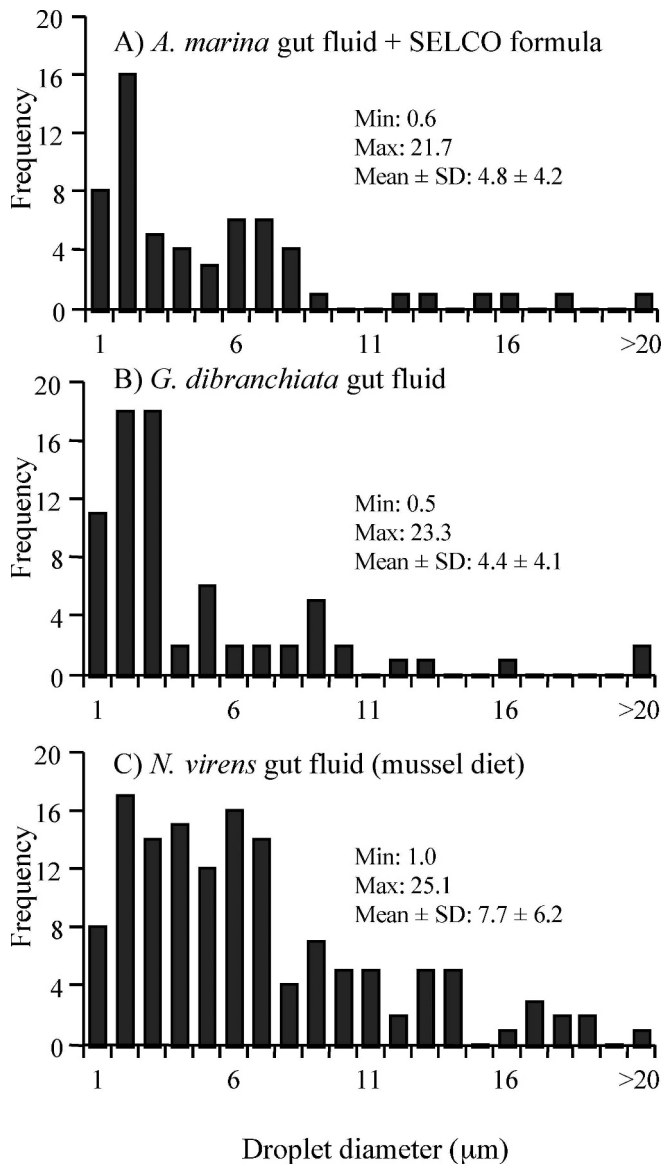 A) A. marina gut fluid + SELCO formula
Frequency
20
16
12
8
4
0
Min: 0.6
Max: 21.7
Mean ± SD: 4.8 ± 4.2
1 6 11 16 >20
B) G. dibranchiata gut fluid
Frequency
20
16
12
8
4
0
Min: 0.5
Max: 23.3
Mean ± SD: 4.4 ± 4.1
1 6 11 16 >20
C) N. virens gut fluid (mussel diet)
Frequency
20
16
12
8
4
0
Min: 1.0
Max: 25.1
Mean ± SD: 7.7 ± 6.2
1 6 11 16 >20
Droplet diameter (μm)